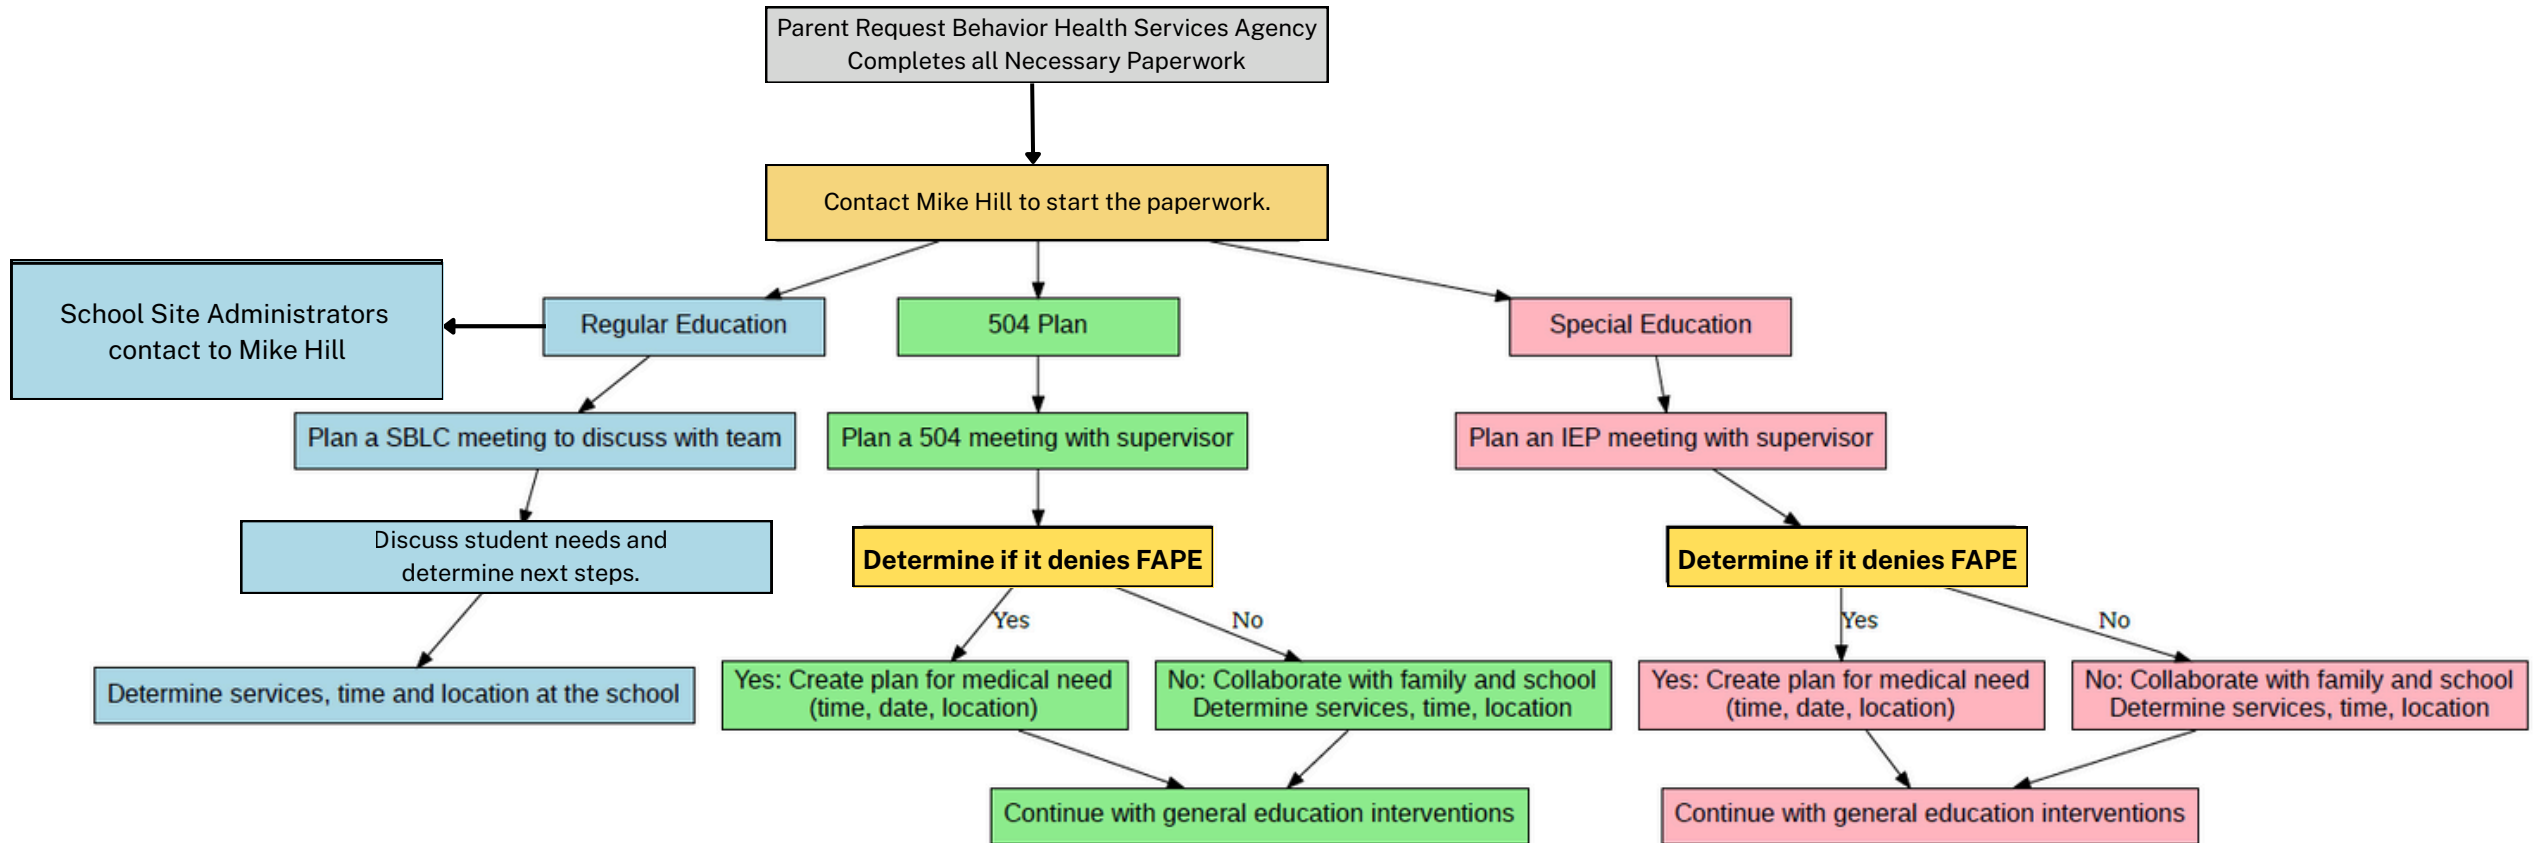 Parent Request Behavior Health Services Agency
Completes all Necessary Paperwork
Contact Mike Hill to start the paperwork.
School Site Administrators
contact to Mike Hill
Regular Education
504 Plan
Special Education
Plan a SBLC meeting to discuss with team
Plan a 504 meeting with supervisor
Plan an IEP meeting with supervisor
Discuss student needs and
determine next steps.
Determine if it denies FAPE
Determine if it denies FAPE
Yes
No
Yes
No
Determine services, time and location at the school
Yes: Create plan for medical need
(time, date, location)
No: Collaborate with family and school
Determine services, time, location
Yes: Create plan for medical need
(time, date, location)
No: Collaborate with family and school
Determine services, time, location
Continue with general education interventions
Continue with general education interventions